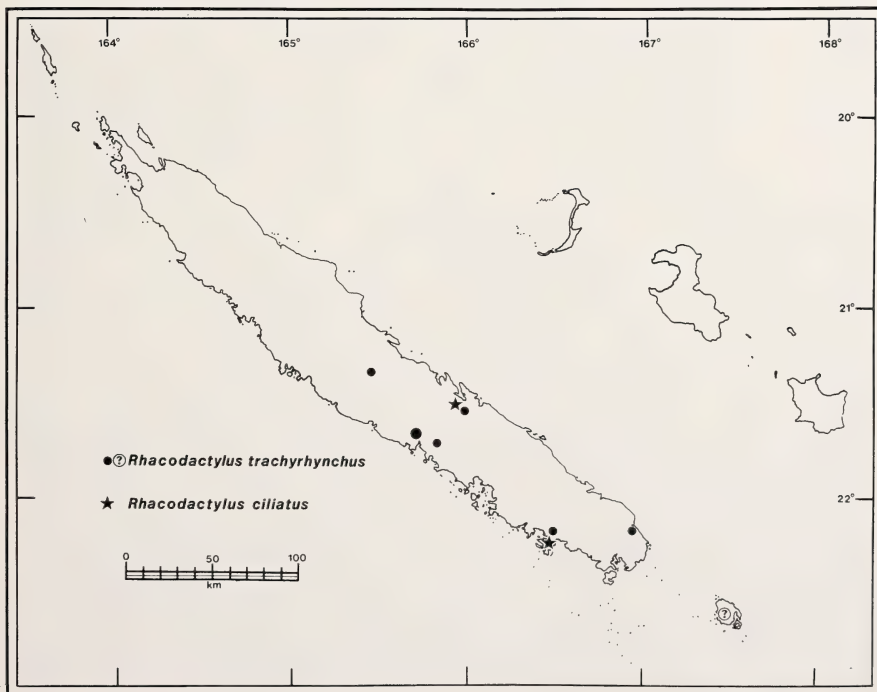 164° 165° 166° 167° 168°
20°
21°
22°
? Rhacodactylus trachyrhynchus
Rhacodactylus ciliatus
0 50 100
km
?